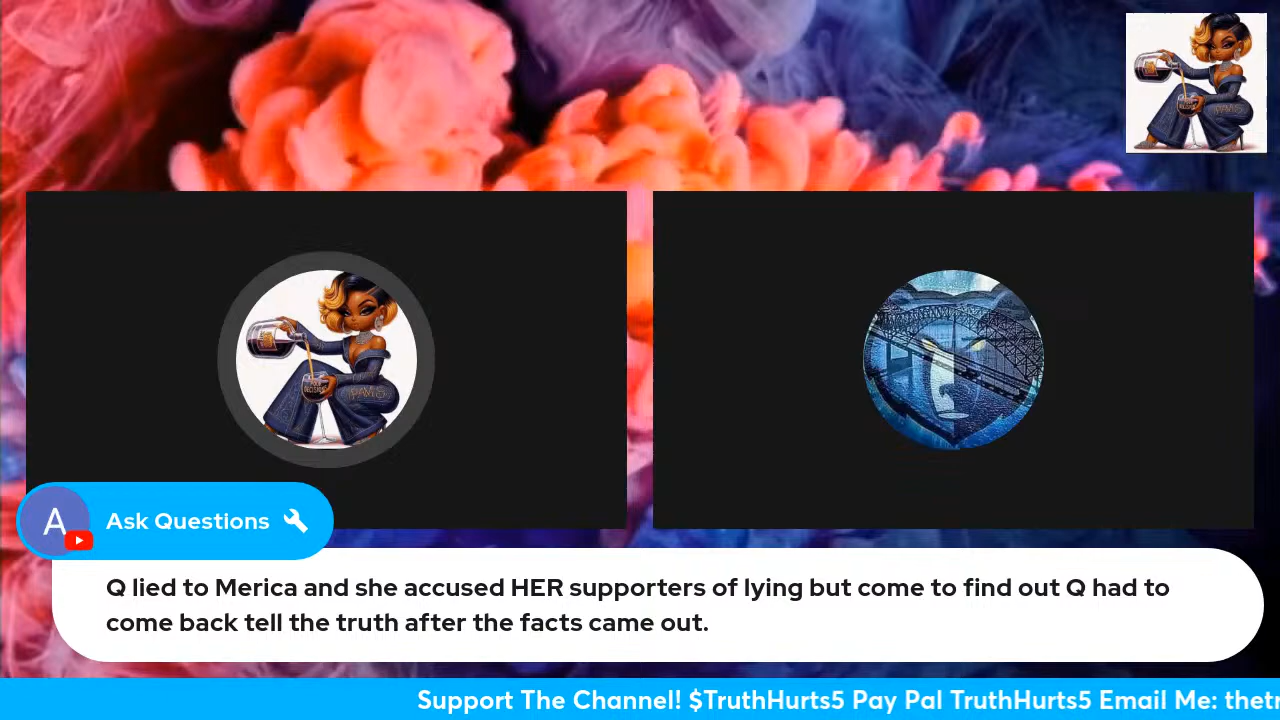 A
Ask Questions
Q lied to Merica and she accused HER supporters of lying but come to find out Q had to
come back tell the truth after the facts came out.
Support The Channel! $TruthHurts5 Pay Pal TruthHurts5 Email Me: thetr